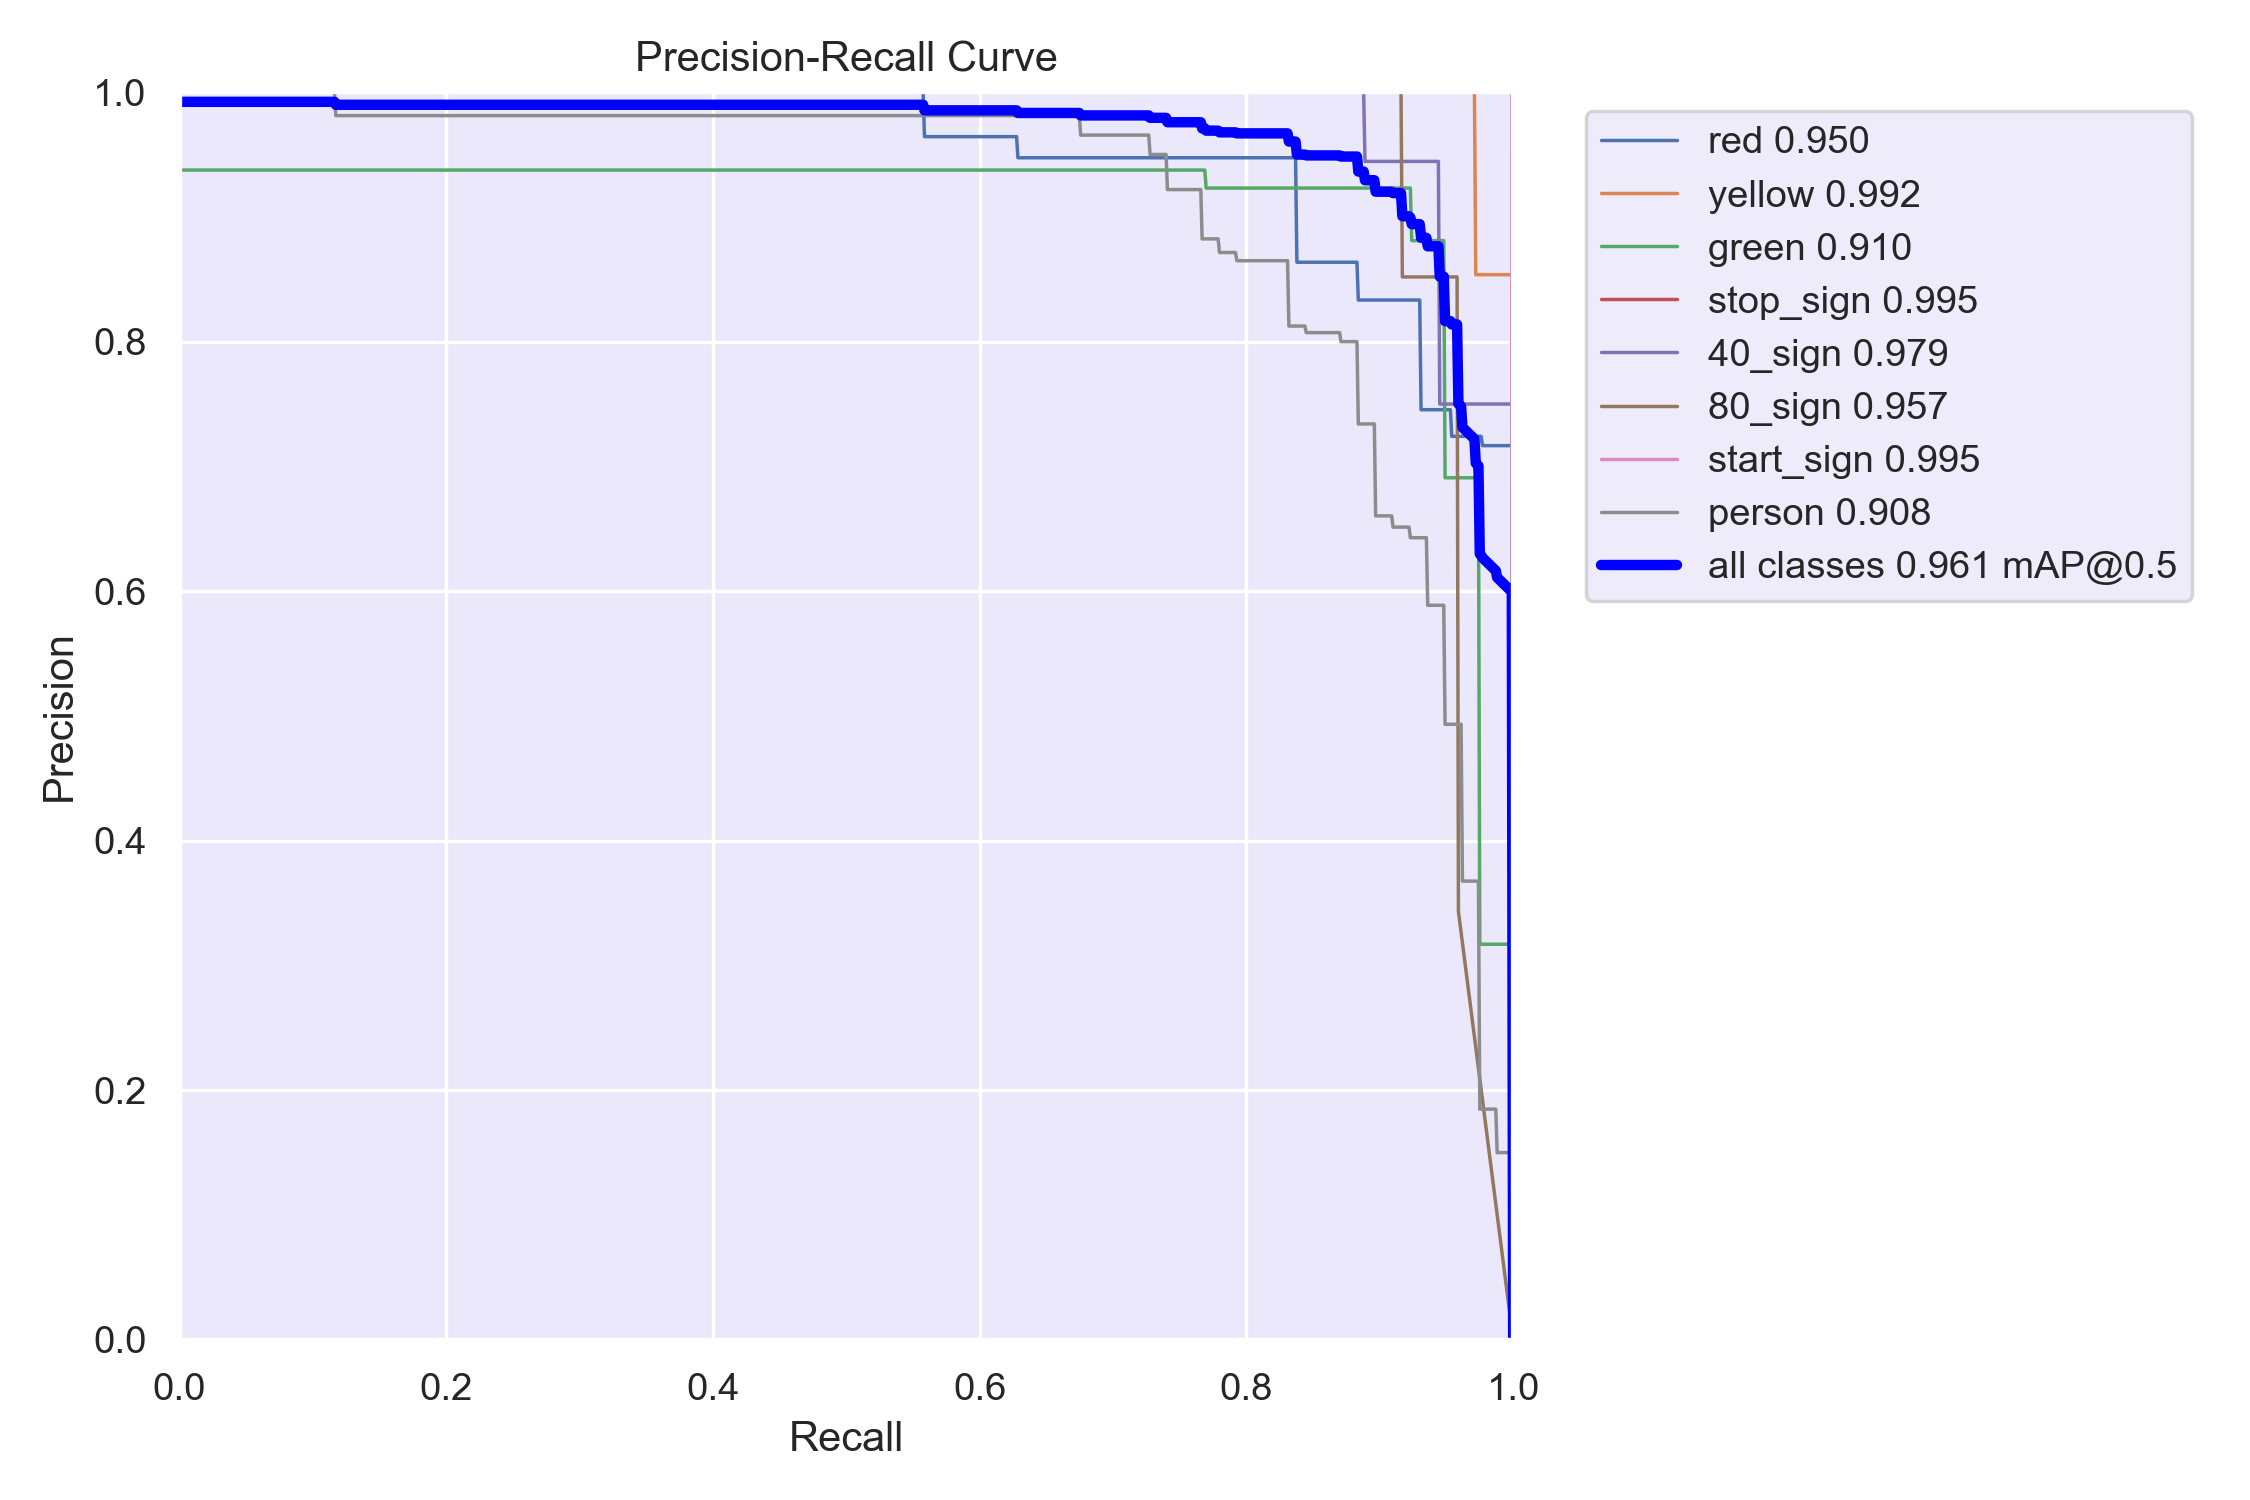 Precision-Recall Curve
1.0
0.8
0.6
0.4
0.2
0.0
Precision
0.0 0.2 0.4 0.6 0.8 1.0
Recall
red 0.950
yellow 0.992
green 0.910
stop_sign 0.995
40_sign 0.979
80_sign 0.957
start_sign 0.995
person 0.908
all classes 0.961 mAP@0.5